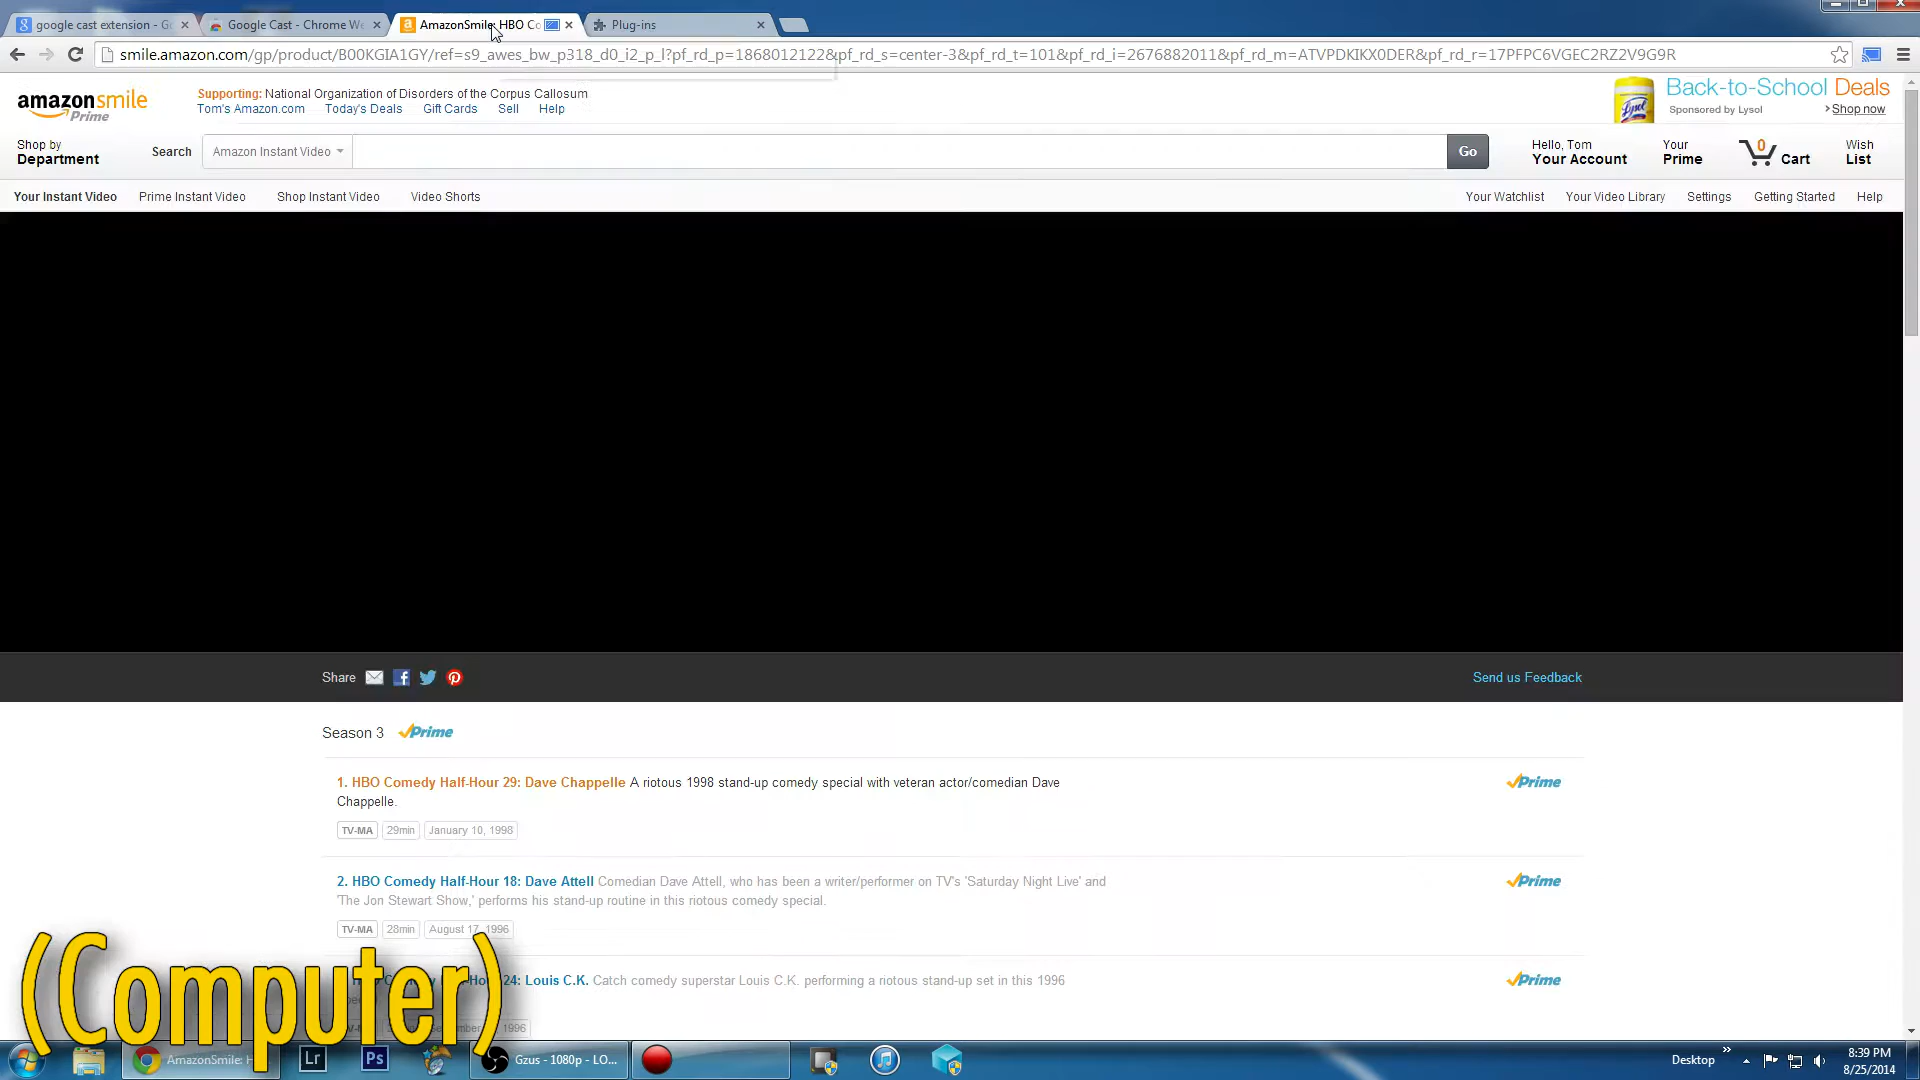 google cast extension - G
Google Cast - Chrome We
AmazonSmile: HBO Co
Plug-ins
smile.amazon.com/gp/product/B00KGIA1GY/ref=s9_awes_bw_p318_d0_i2_p_l?pf_rd_p=1868012122&pf_rd_s=center-3&pf_rd_t=101&pf_rd_i=2676882011&pf_rd_m=ATVPDKIKX0DER&pf_rd_r=17PFPC6VGEC2RZ2V9G9R
amazonsmile
Prime
Supporting: National Organization of Disorders of the Corpus Callosum
Tom's Amazon.com Today's Deals Gift Cards Sell Help
Lysol
Back-to-School Deals
Sponsored by Lysol Shop now
Shop by
Department
Search Amazon Instant Video Go
Hello, Tom
Your Account
Your
Prime
0 Cart
Wish
List
Your Instant Video Prime Instant Video Shop Instant Video Video Shorts Your Watchlist Your Video Library Settings Getting Started Help
Share Send us Feedback
Season 3 Prime
1. HBO Comedy Half-Hour 29: Dave Chappelle A riotous 1998 stand-up comedy special with veteran actor/comedian Dave Prime
Chappelle.
TV-MA 29min January 10, 1998
2. HBO Comedy Half-Hour 18: Dave Attell Comedian Dave Attell, who has been a writer/performer on TV's 'Saturday Night Live' and Prime
'The Jon Stewart Show,' performs his stand-up routine in this riotous comedy special.
TV-MA 28min August 17, 1996
24: Louis C.K. Catch comedy superstar Louis C.K. performing a riotous stand-up set in this 1996 Prime
1996
(Computer)
AmazonSmile: H
Lr
Ps
Gzus - 1080p - LO...
Desktop
8:39 PM
8/25/2014